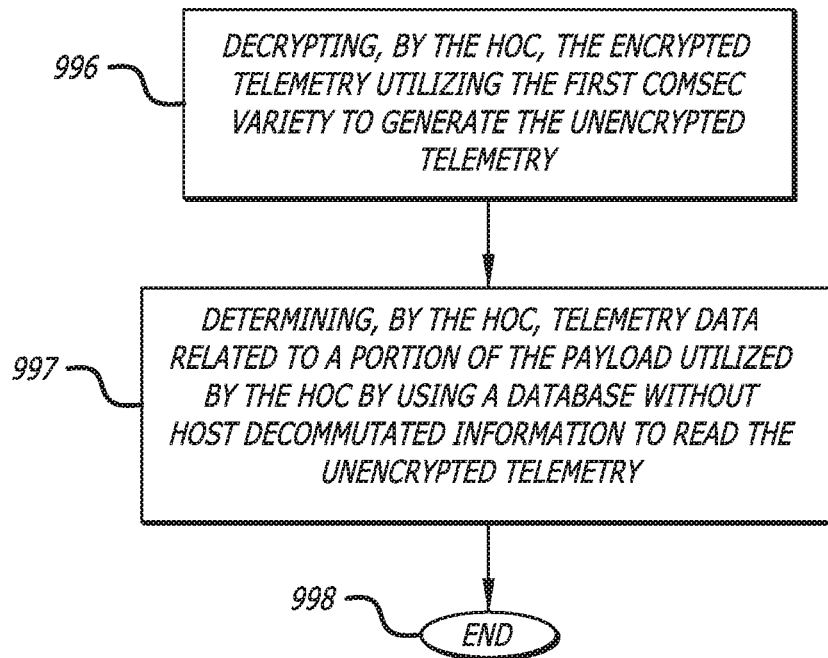 996
DECRYPTING, BY THE HOC, THE ENCRYPTED
TELEMETRY UTILIZING THE FIRST COMSEC
VARIETY TO GENERATE THE UNENCRYPTED
TELEMETRY
997
DETERMINING, BY THE HOC, TELEMETRY DATA
RELATED TO A PORTION OF THE PAYLOAD UTILIZED
BY THE HOC BY USING A DATABASE WITHOUT
HOST DECOMMUTATED INFORMATION TO READ THE
UNENCRYPTED TELEMETRY
998
END